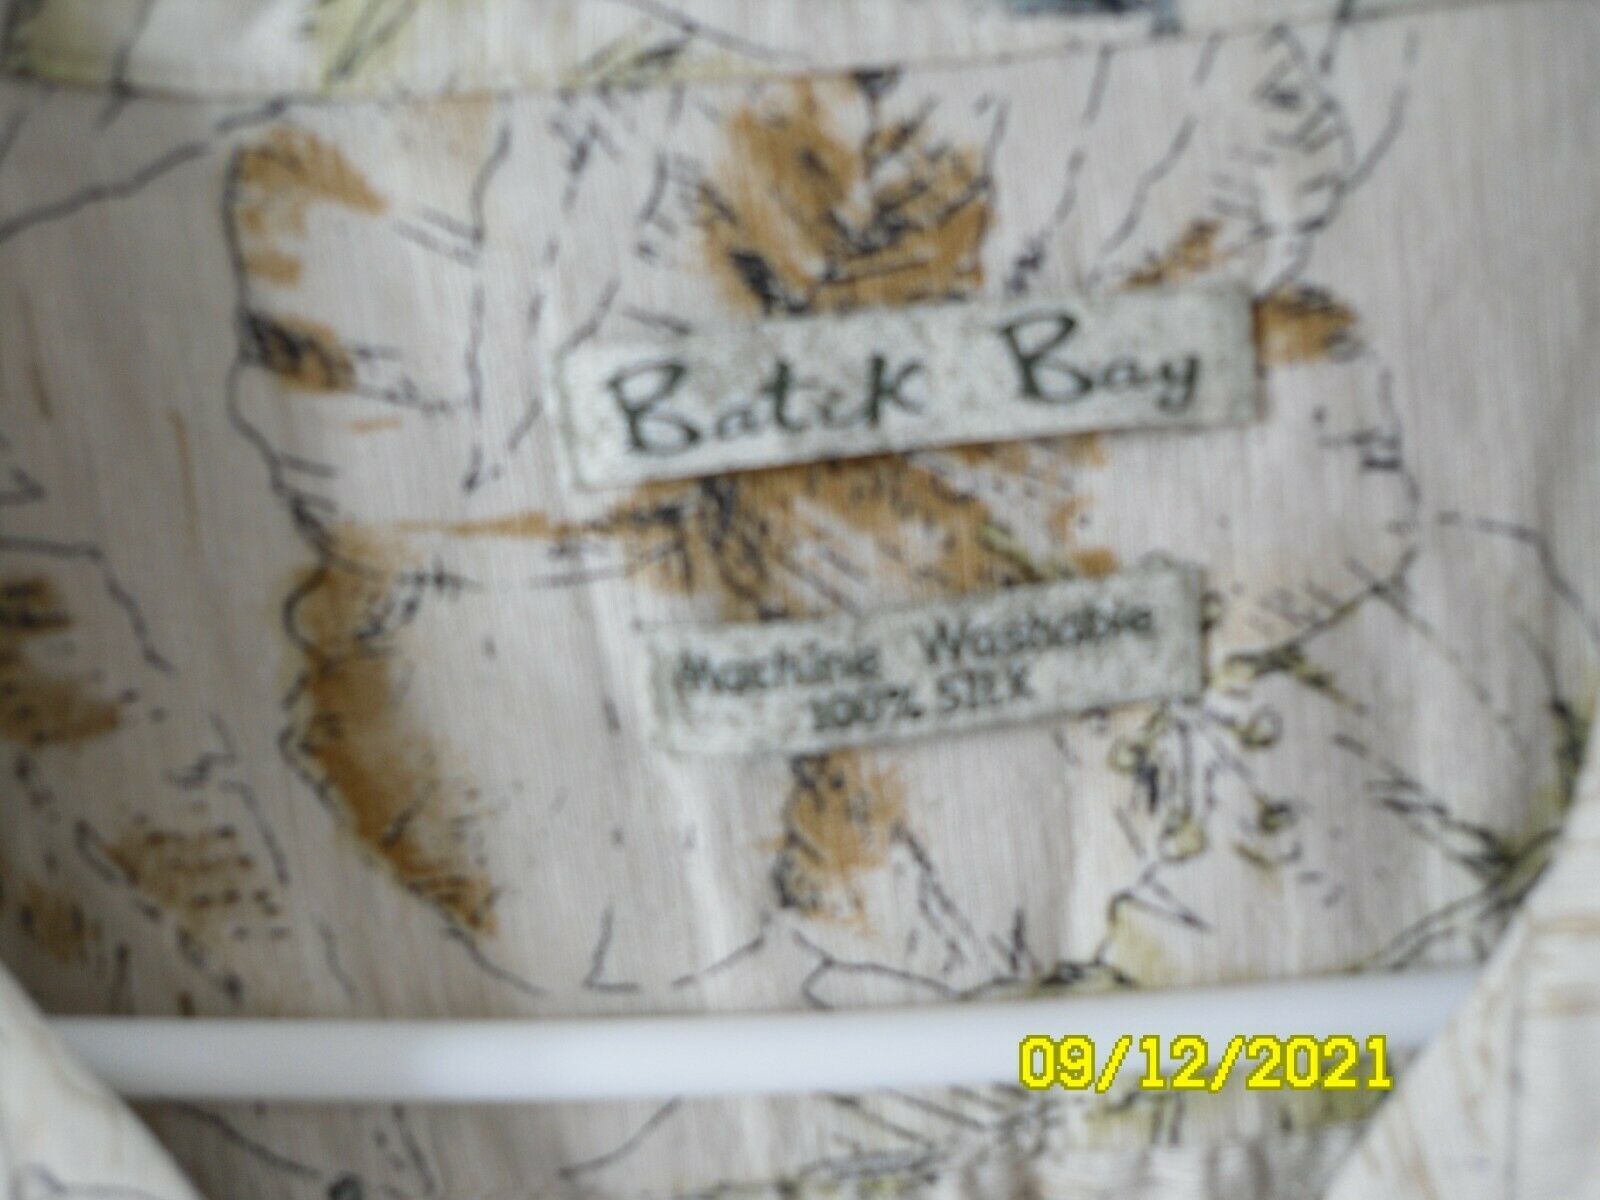 Batik Bay
Machine Washable
100% SILK
09/12/2021